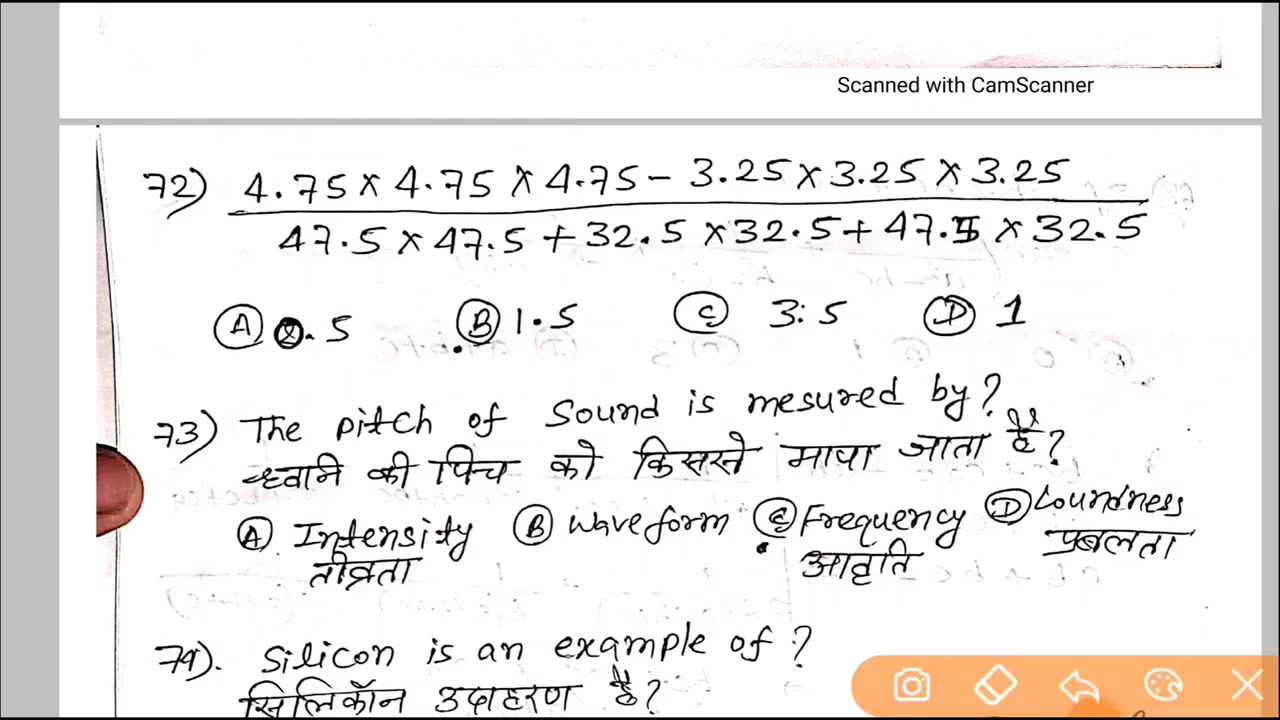 Scanned with CamScanner
72) 4.75 × 4.75 × 4.75 − 3.25 × 3.25 × 3.25
47.5 × 47.5 + 32.5 × 32.5 + 47.5 × 32.5
(A) 0.5 (B) 1.5 (C) 3:5 (D) 1
73) The pitch of Sound is mesured by?
ध्वनि की पिन्च को किससे मापा जाता है?
(A) Intensity (B) waveform (C) Frequency (D) Loundness
तीव्रता आवृति प्रबलता
74). Silicon is an example of?
सिलिकॉन उदाहरण है?